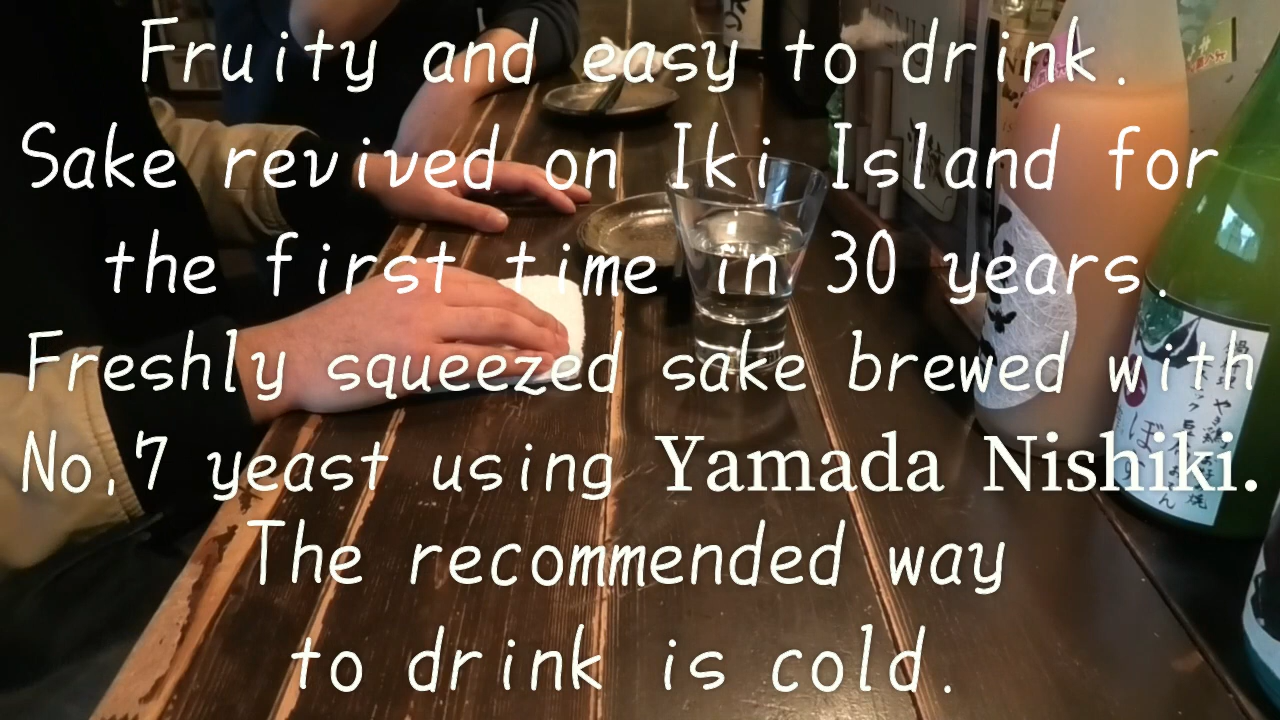 Fruity and easy to drink.
Sake revived on Iki Island for
the first time in 30 years.
Freshly squeezed sake brewed with
No,7 yeast using Yamada Nishiki.
The recommended way
to drink is cold.